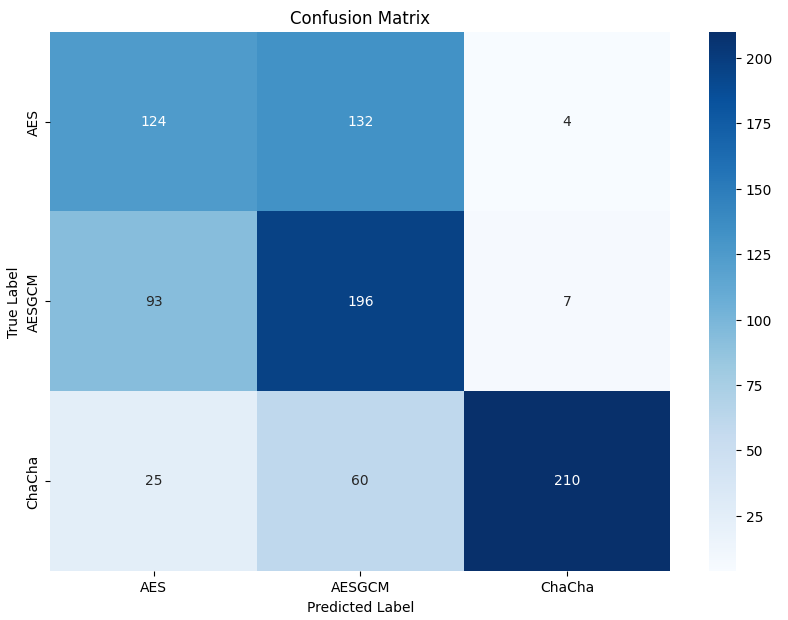 Confusion Matrix
True Label
AES
124 132 4
AESGCM
93 196 7
ChaCha
25 60 210
AES AESGCM ChaCha
Predicted Label
200
175
150
125
100
75
50
25